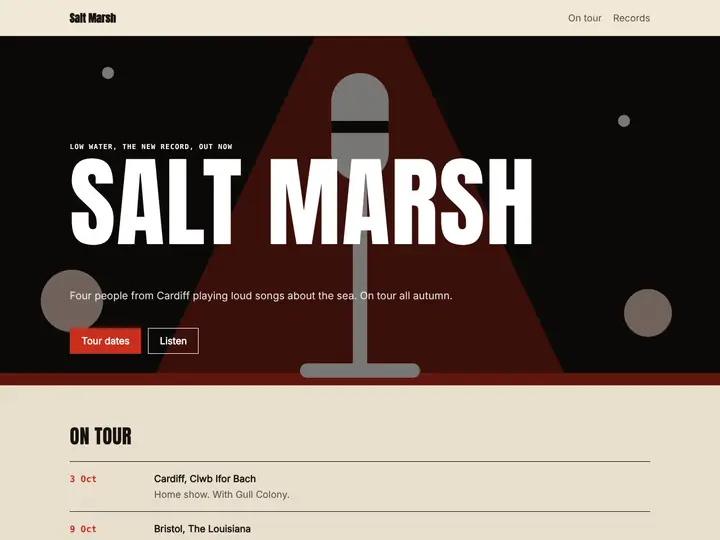 Salt Marsh
On tour
Records
LOW WATER, THE NEW RECORD, OUT NOW
SALT MARSH
Four people from Cardiff playing loud songs about the sea. On tour all autumn.
Tour dates
Listen
ON TOUR
3 Oct
Cardiff, Clwb Ifor Bach
Home show. With Gull Colony.
9 Oct
Bristol, The Louisiana